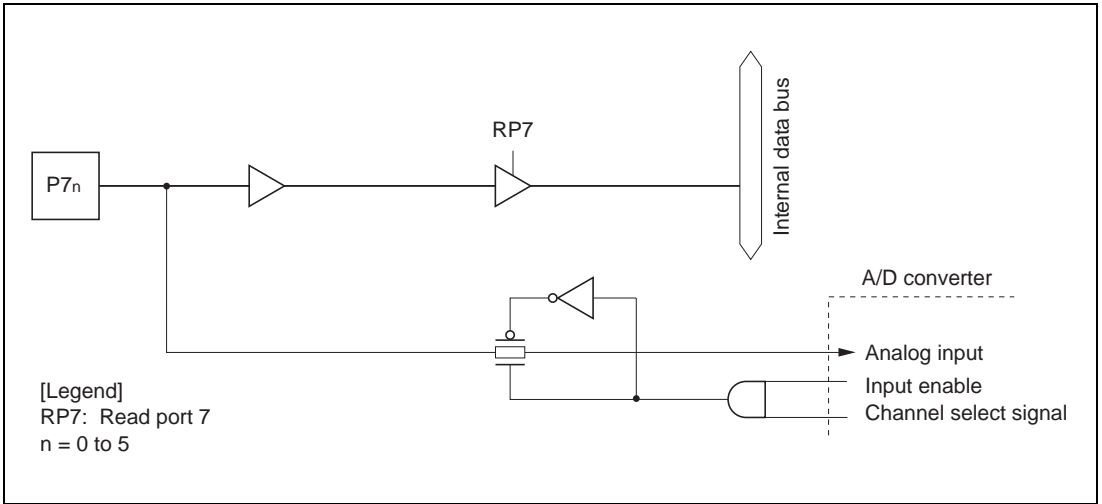 RP7
Internal data bus
P7n
A/D converter
Analog input
Input enable
Channel select signal
[Legend]
RP7: Read port 7
n = 0 to 5